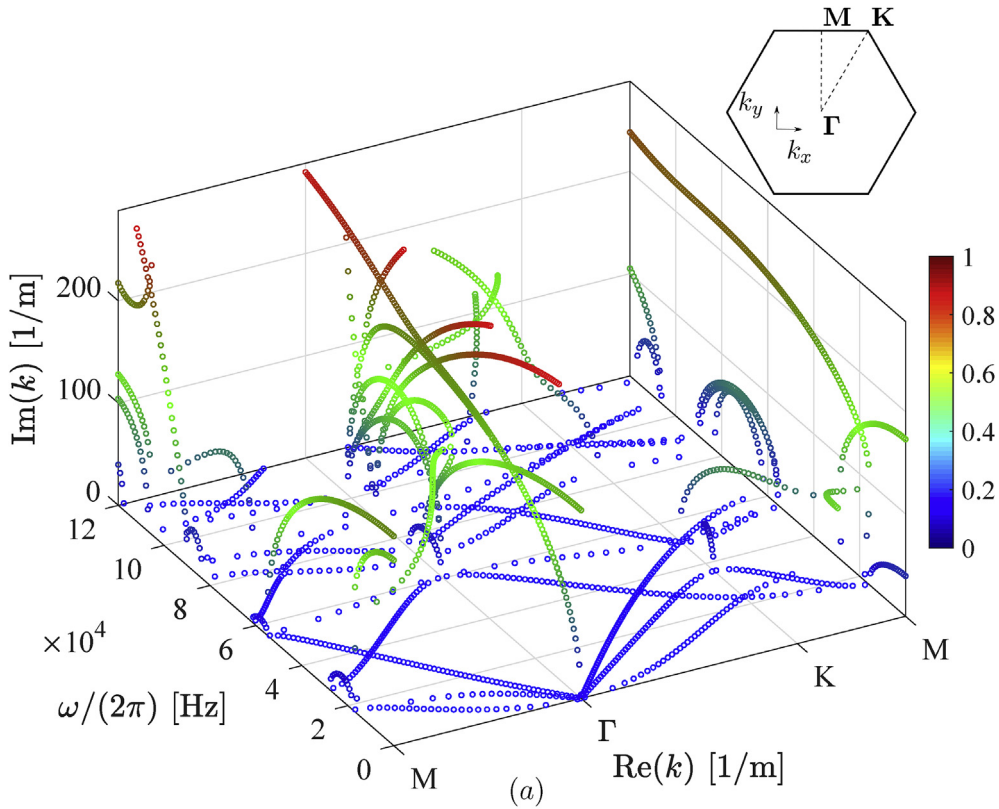 M K
k_y
Γ
k_x
Im(k) [1/m]
200
100
0
12
10
8
6
4
2
0
×10^4
ω/(2π) [Hz]
M
Γ
K
M
Re(k) [1/m]
1
0.8
0.6
0.4
0.2
0
(a)